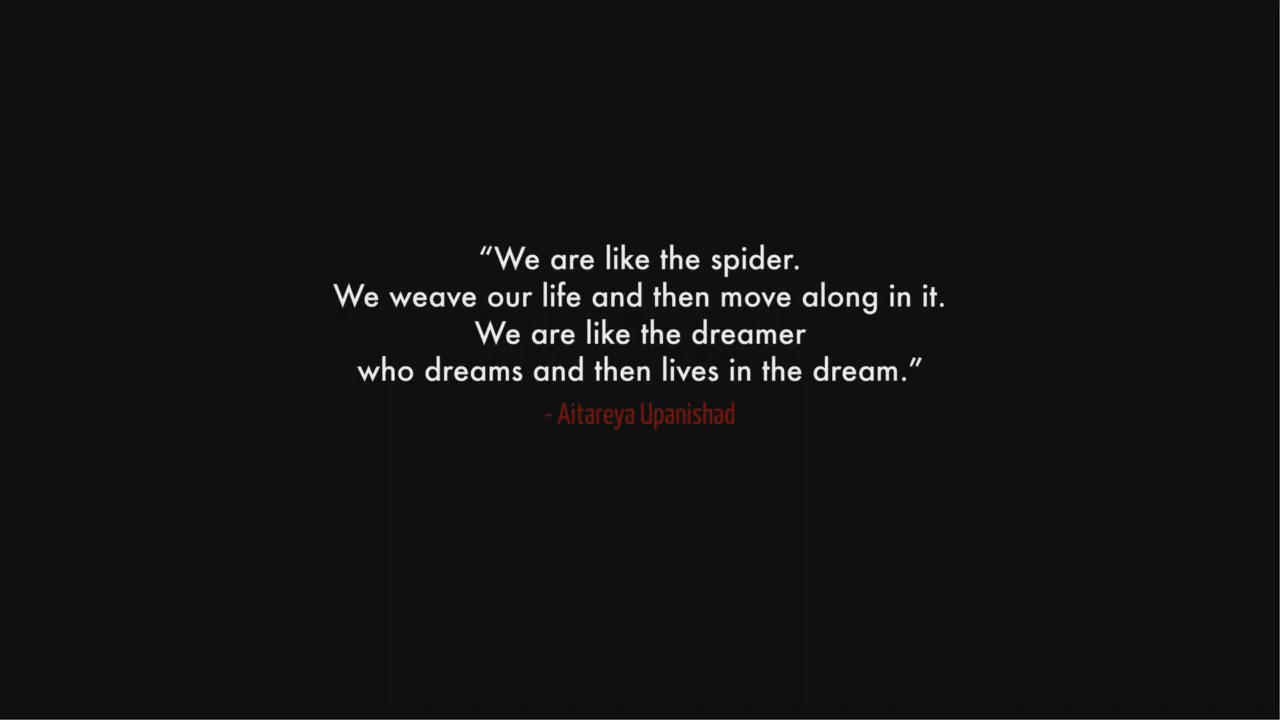 “We are like the spider.
We weave our life and then move along in it.
We are like the dreamer
who dreams and then lives in the dream.”
- Aitareya Upanishad